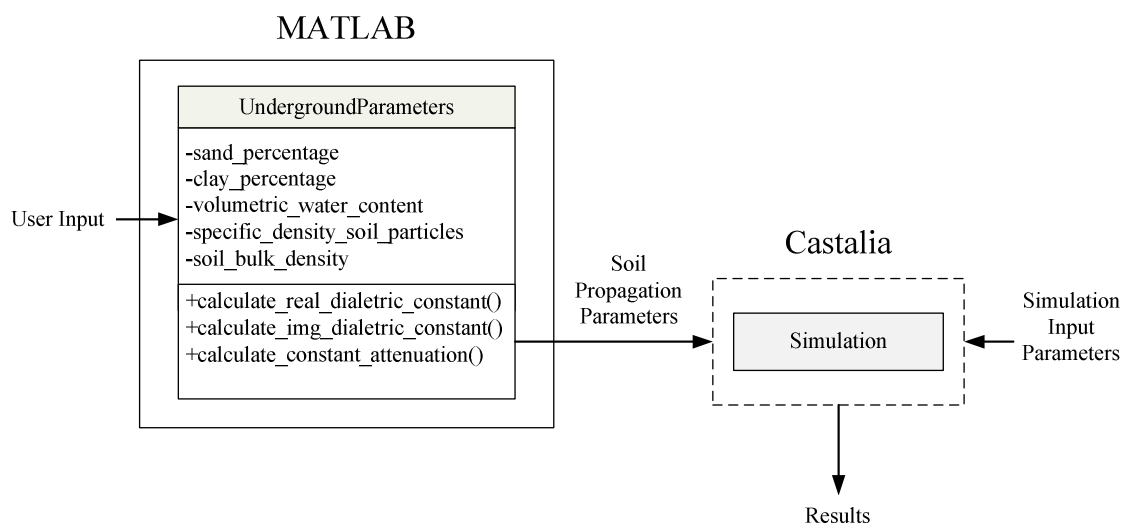 MATLAB
UndergroundParameters
-sand_percentage
-clay_percentage
-volumetric_water_content
-specific_density_soil_particles
-soil_bulk_density
+calculate_real_dialetric_constant()
+calculate_img_dialetric_constant()
+calculate_constant_attenuation()
User Input
Soil
Propagation
Parameters
Castalia
Simulation
Simulation
Input
Parameters
Results